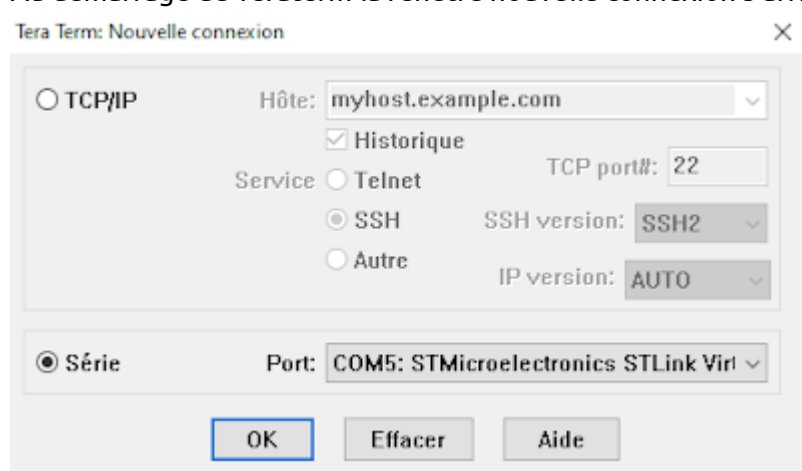 Tera Term: Nouvelle connexion
TCP/IP
Hôte: myhost.example.com
Historique
Service
Telnet
TCP port#: 22
SSH
SSH version: SSH2
Autre
IP version: AUTO
Série
Port: COM5: STMicroelectronics STLink Virt
OK
Effacer
Aide